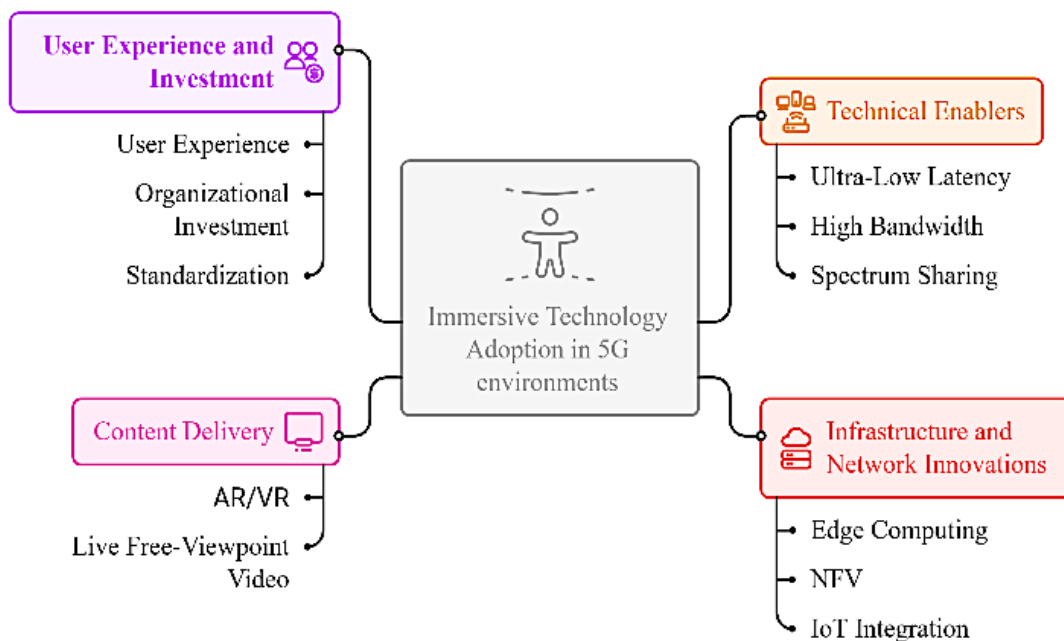 User Experience and
Investment
User Experience
Organizational
Investment
Standardization
Content Delivery
AR/VR
Live Free-Viewpoint
Video
Immersive Technology
Adoption in 5G
environments
Technical Enablers
Ultra-Low Latency
High Bandwidth
Spectrum Sharing
Infrastructure and
Network Innovations
Edge Computing
NFV
IoT Integration